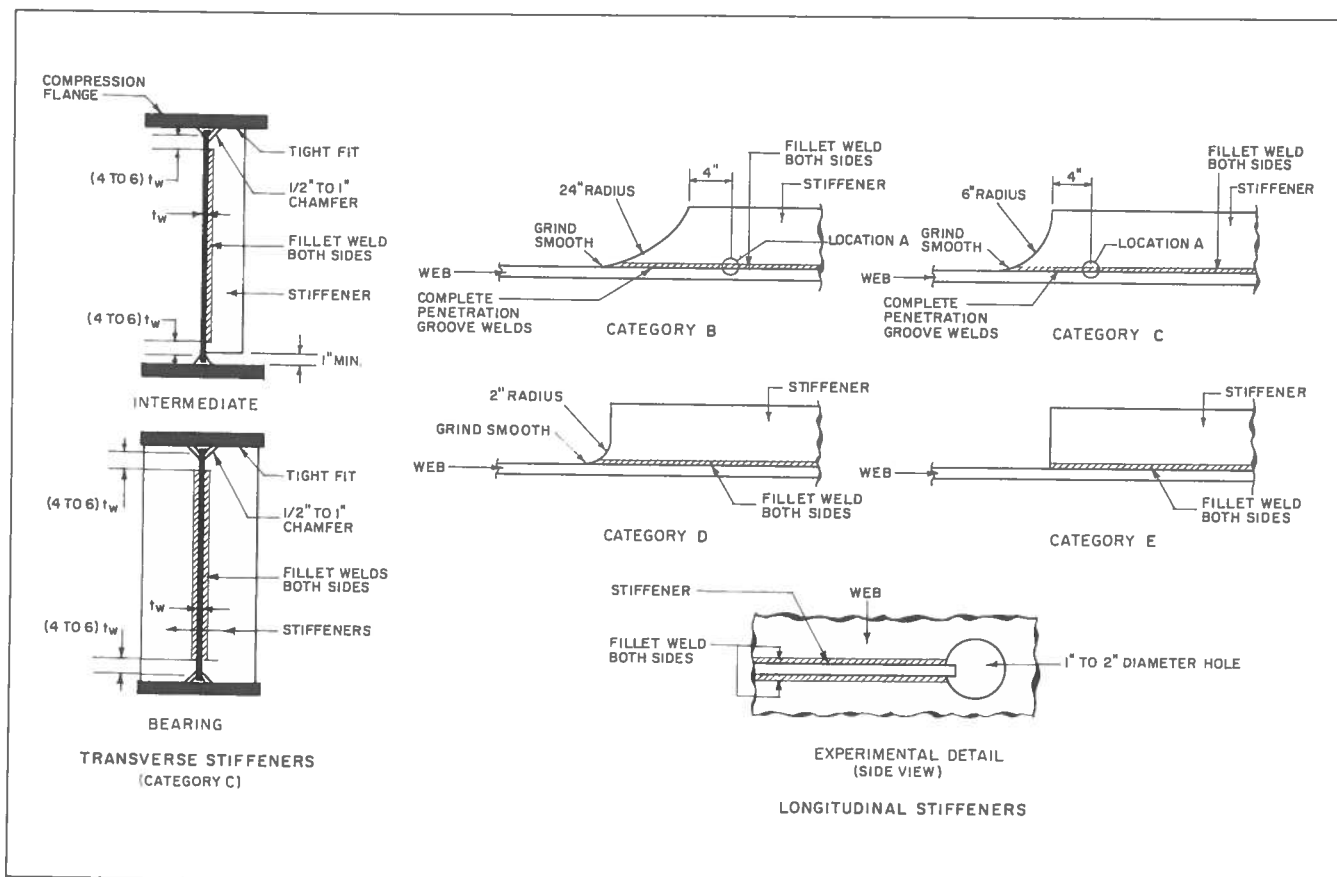 COMPRESSION
FLANGE
TIGHT FIT
(4 TO 6) tw
1/2" TO 1"
CHAMFER
tw
FILLET WELD
BOTH SIDES
STIFFENER
(4 TO 6) tw
1" MIN.
INTERMEDIATE
TIGHT FIT
(4 TO 6) tw
1/2" TO 1"
CHAMFER
FILLET WELDS
BOTH SIDES
tw
(4 TO 6) tw
STIFFENERS
BEARING
TRANSVERSE STIFFENERS
(CATEGORY C)
FILLET WELD
BOTH SIDES
4"
STIFFENER
24" RADIUS
GRIND
SMOOTH
LOCATION A
WEB
COMPLETE
PENETRATION
GROOVE WELDS
CATEGORY B
FILLET WELD
BOTH SIDES
4"
STIFFENER
6" RADIUS
GRIND
SMOOTH
LOCATION A
WEB
COMPLETE
PENETRATION
GROOVE WELDS
CATEGORY C
STIFFENER
2" RADIUS
GRIND SMOOTH
WEB
FILLET WELD
BOTH SIDES
CATEGORY D
STIFFENER
WEB
FILLET WELD
BOTH SIDES
CATEGORY E
STIFFENER
WEB
FILLET WELD
BOTH SIDES
1" TO 2" DIAMETER HOLE
EXPERIMENTAL DETAIL
(SIDE VIEW)
LONGITUDINAL STIFFENERS